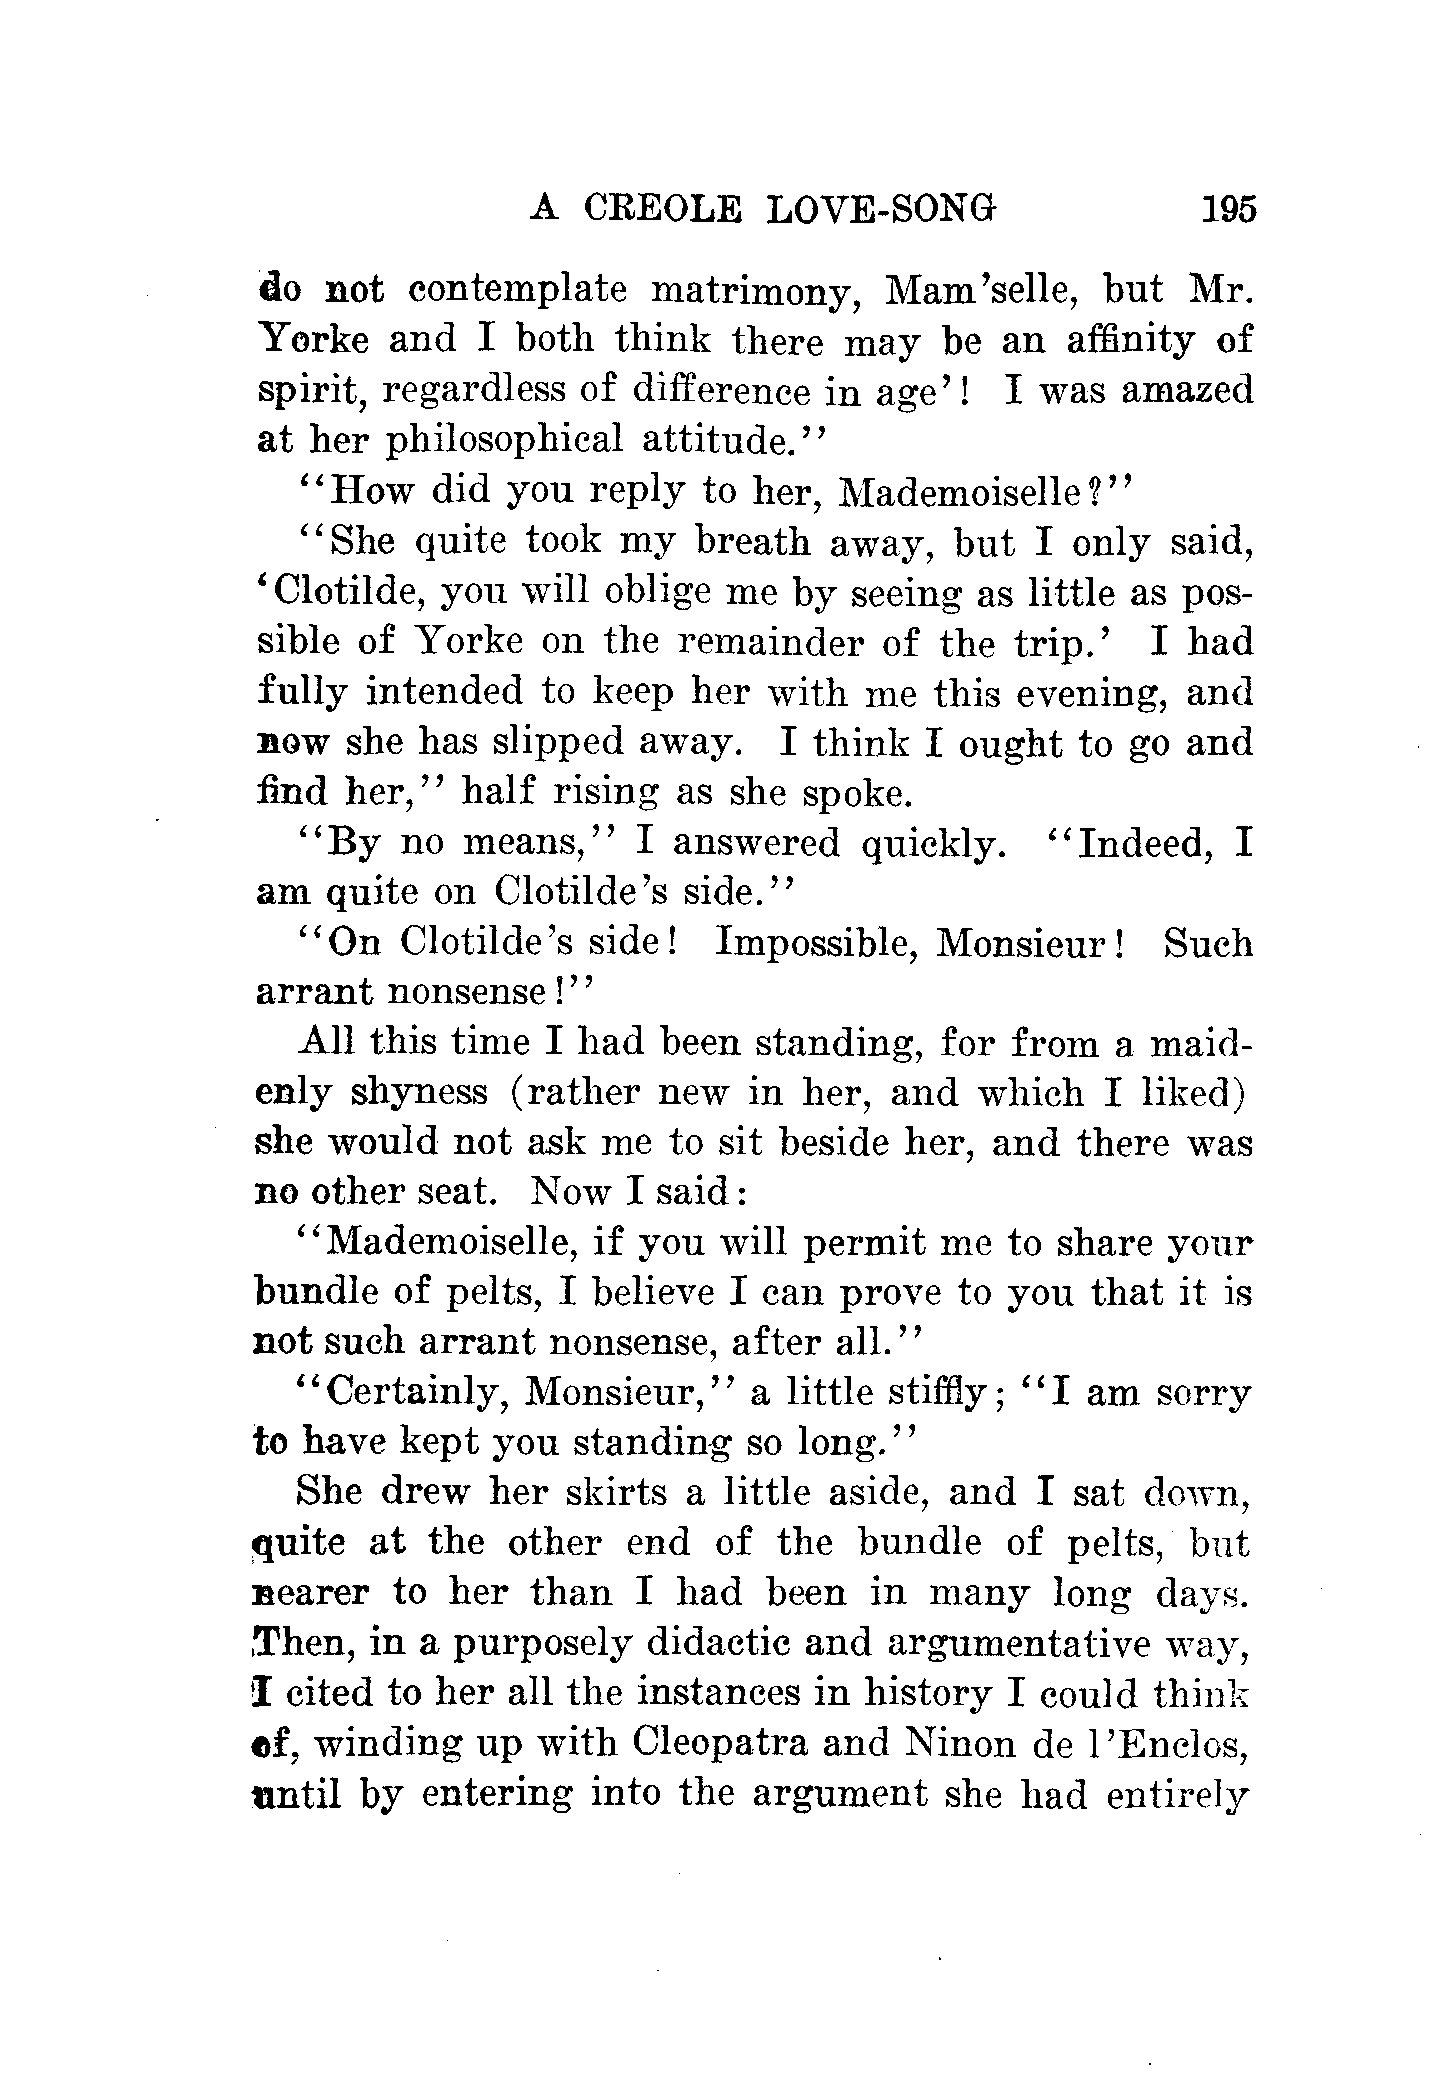 A CREOLE LOVE-SONG 195
do not contemplate matrimony, Mam'selle, but Mr.
Yorke and I both think there may be an affinity of
spirit, regardless of difference in age'! I was amazed
at her philosophical attitude."
"How did you reply to her, Mademoiselle?"
"She quite took my breath away, but I only said,
'Clotilde, you will oblige me by seeing as little as pos-
sible of Yorke on the remainder of the trip.' I had
fully intended to keep her with me this evening, and
now she has slipped away. I think I ought to go and
find her," half rising as she spoke.
"By no means," I answered quickly. "Indeed, I
am quite on Clotilde's side."
"On Clotilde's side! Impossible, Monsieur! Such
arrant nonsense!"
All this time I had been standing, for from a maid-
enly shyness (rather new in her, and which I liked)
she would not ask me to sit beside her, and there was
no other seat. Now I said:
"Mademoiselle, if you will permit me to share your
bundle of pelts, I believe I can prove to you that it is
not such arrant nonsense, after all."
"Certainly, Monsieur," a little stiffly; "I am sorry
to have kept you standing so long."
She drew her skirts a little aside, and I sat down,
quite at the other end of the bundle of pelts, but
nearer to her than I had been in many long days.
Then, in a purposely didactic and argumentative way,
I cited to her all the instances in history I could think
of, winding up with Cleopatra and Ninon de l'Enclos,
until by entering into the argument she had entirely